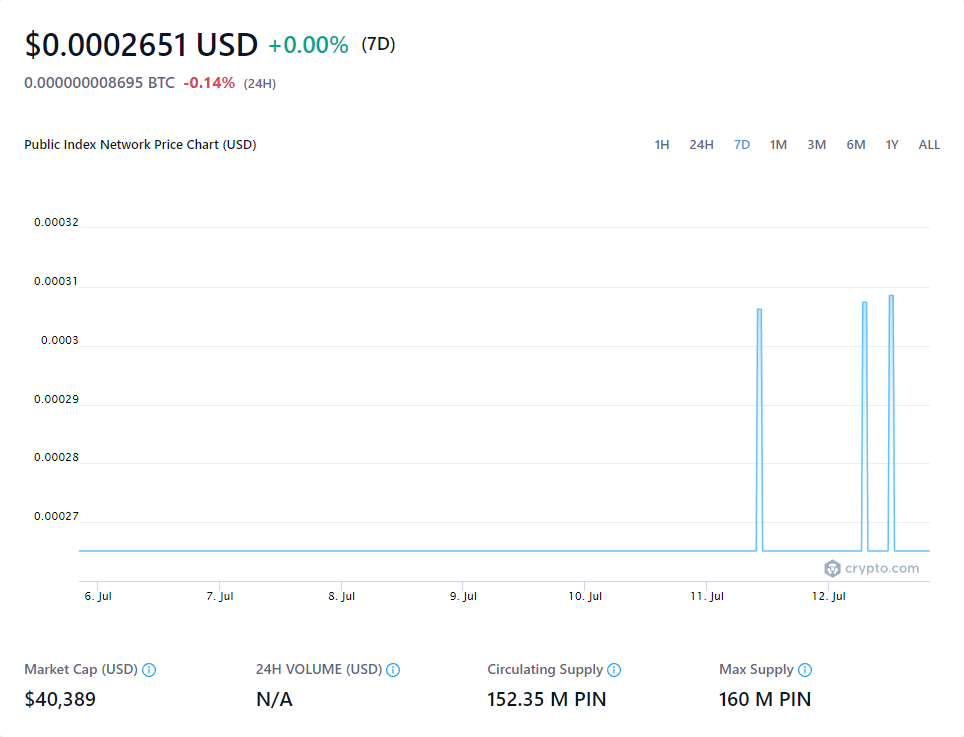 $0.0002651 USD +0.00% (7D)
0.000000008695 BTC -0.14% (24H)
Public Index Network Price Chart (USD)
1H 24H 7D 1M 3M 6M 1Y ALL
0.00032
0.00031
0.0003
0.00029
0.00028
0.00027
crypto.com
6. Jul 7. Jul 8. Jul 9. Jul 10. Jul 11. Jul 12. Jul
Market Cap (USD) 24H VOLUME (USD) Circulating Supply Max Supply
$40,389 N/A 152.35 M PIN 160 M PIN